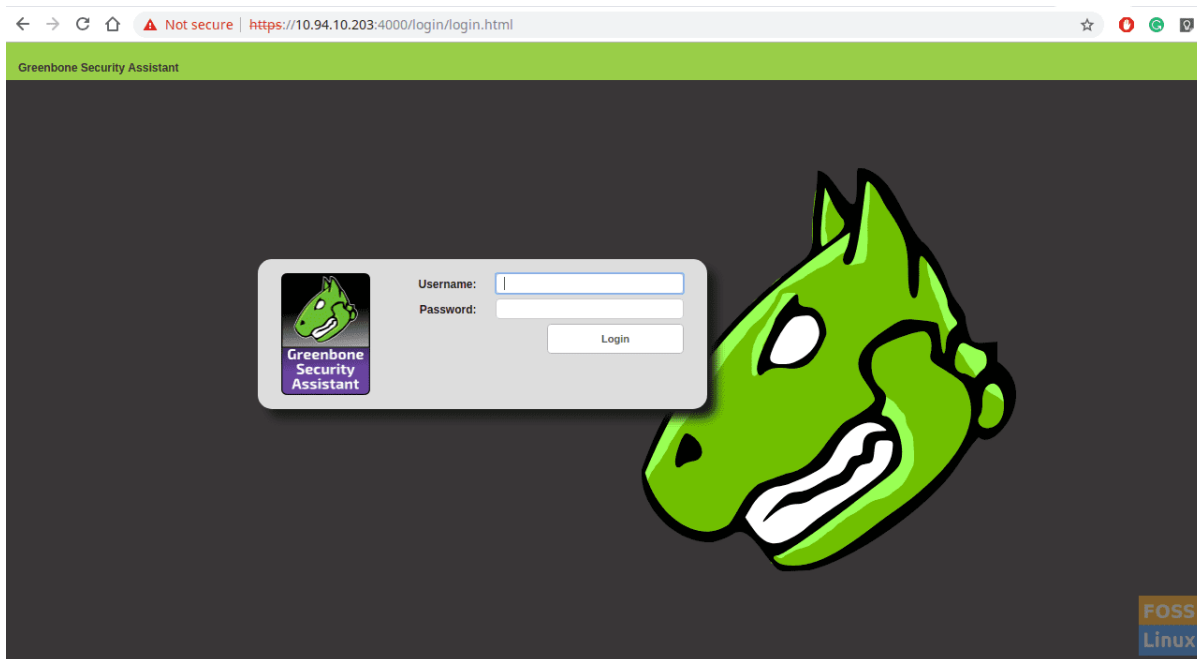 Not secure | https://10.94.10.203:4000/login/login.html
Greenbone Security Assistant
Username:
Password:
Login
Greenbone
Security
Assistant
FOSS
Linux